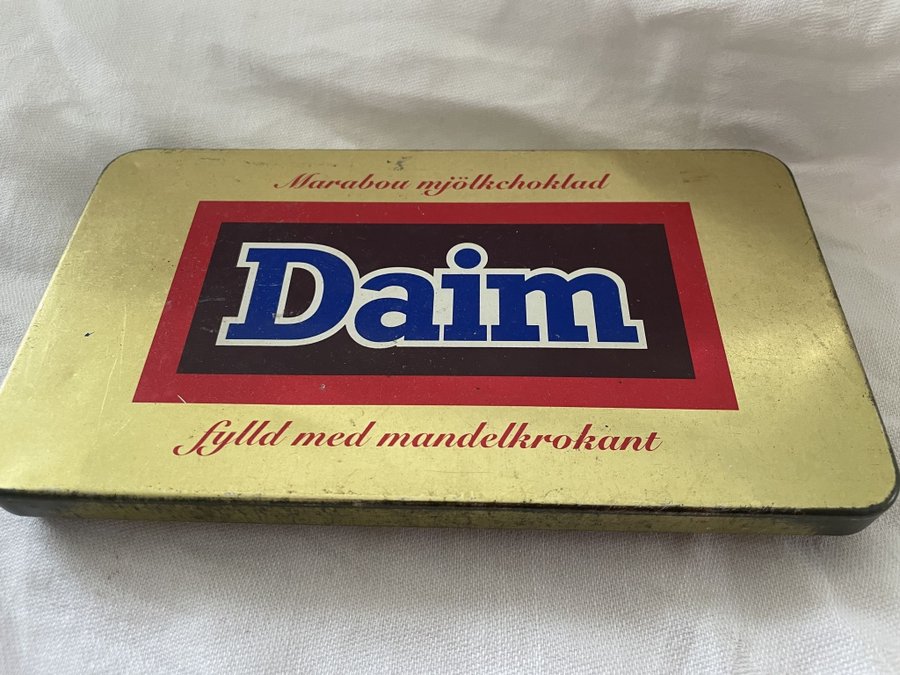 Marabou mjölkchoklad
Daim
fylld med mandelkrokant